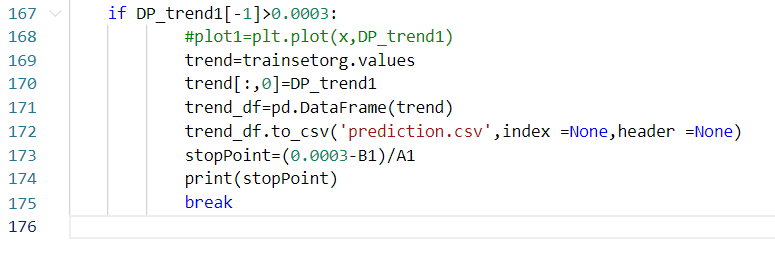 167 if DP_trend1[-1]>0.0003:
168 #plot1=plt.plot(x,DP_trend1)
169 trend=trainsetorg.values
170 trend[:,0]=DP_trend1
171 trend_df=pd.DataFrame(trend)
172 trend_df.to_csv('prediction.csv',index =None,header =None)
173 stopPoint=(0.0003-B1)/A1
174 print(stopPoint)
175 break
176